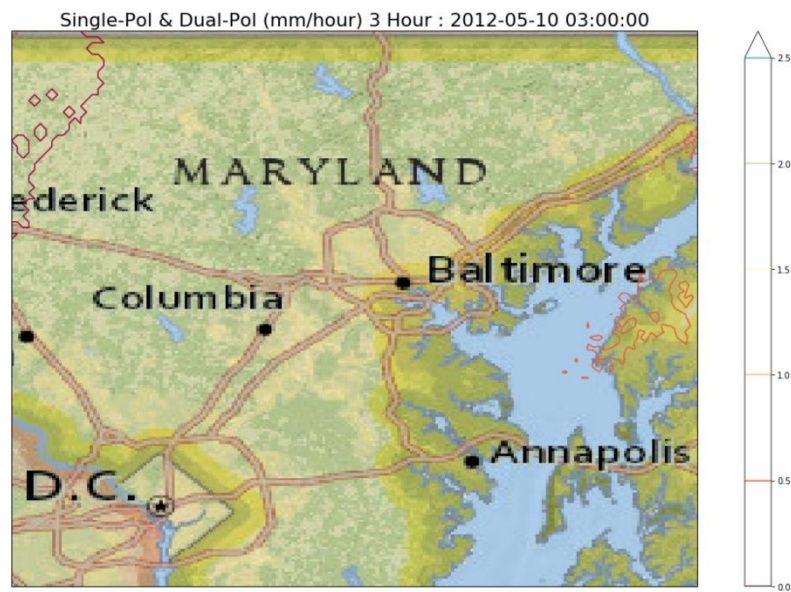 Single-Pol & Dual-Pol (mm/hour) 3 Hour : 2012-05-10 03:00:00
2.5
MARYLAND
2.0
ederick
Baltimore
1.5
Columbia
1.0
Annapolis
0.5
D.C.
0.0